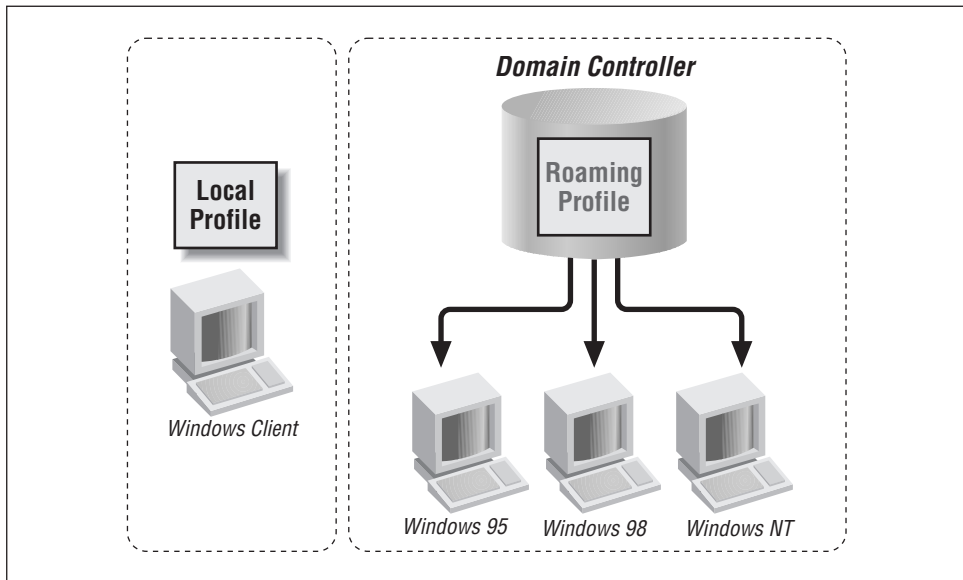 Local
Profile
Windows Client
Domain Controller
Roaming
Profile
Windows 95
Windows 98
Windows NT